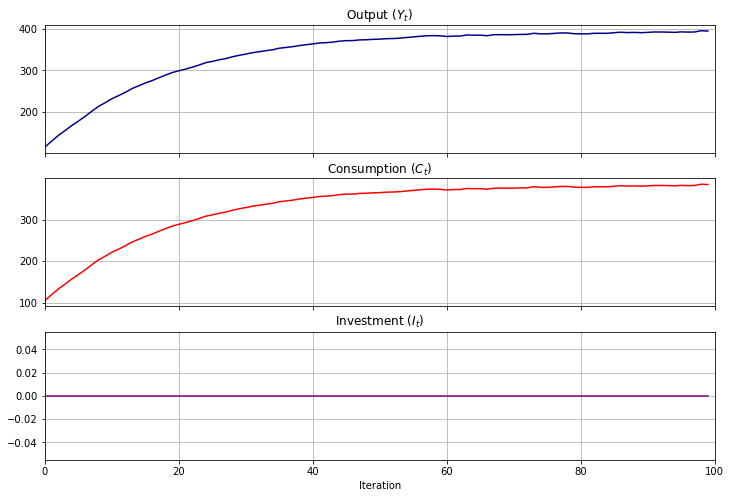 Output (Y_t)
400
300
200
Consumption (C_t)
300
200
100
Investment (I_t)
0.04
0.02
0.00
−0.02
−0.04
0 20 40 60 80 100
Iteration